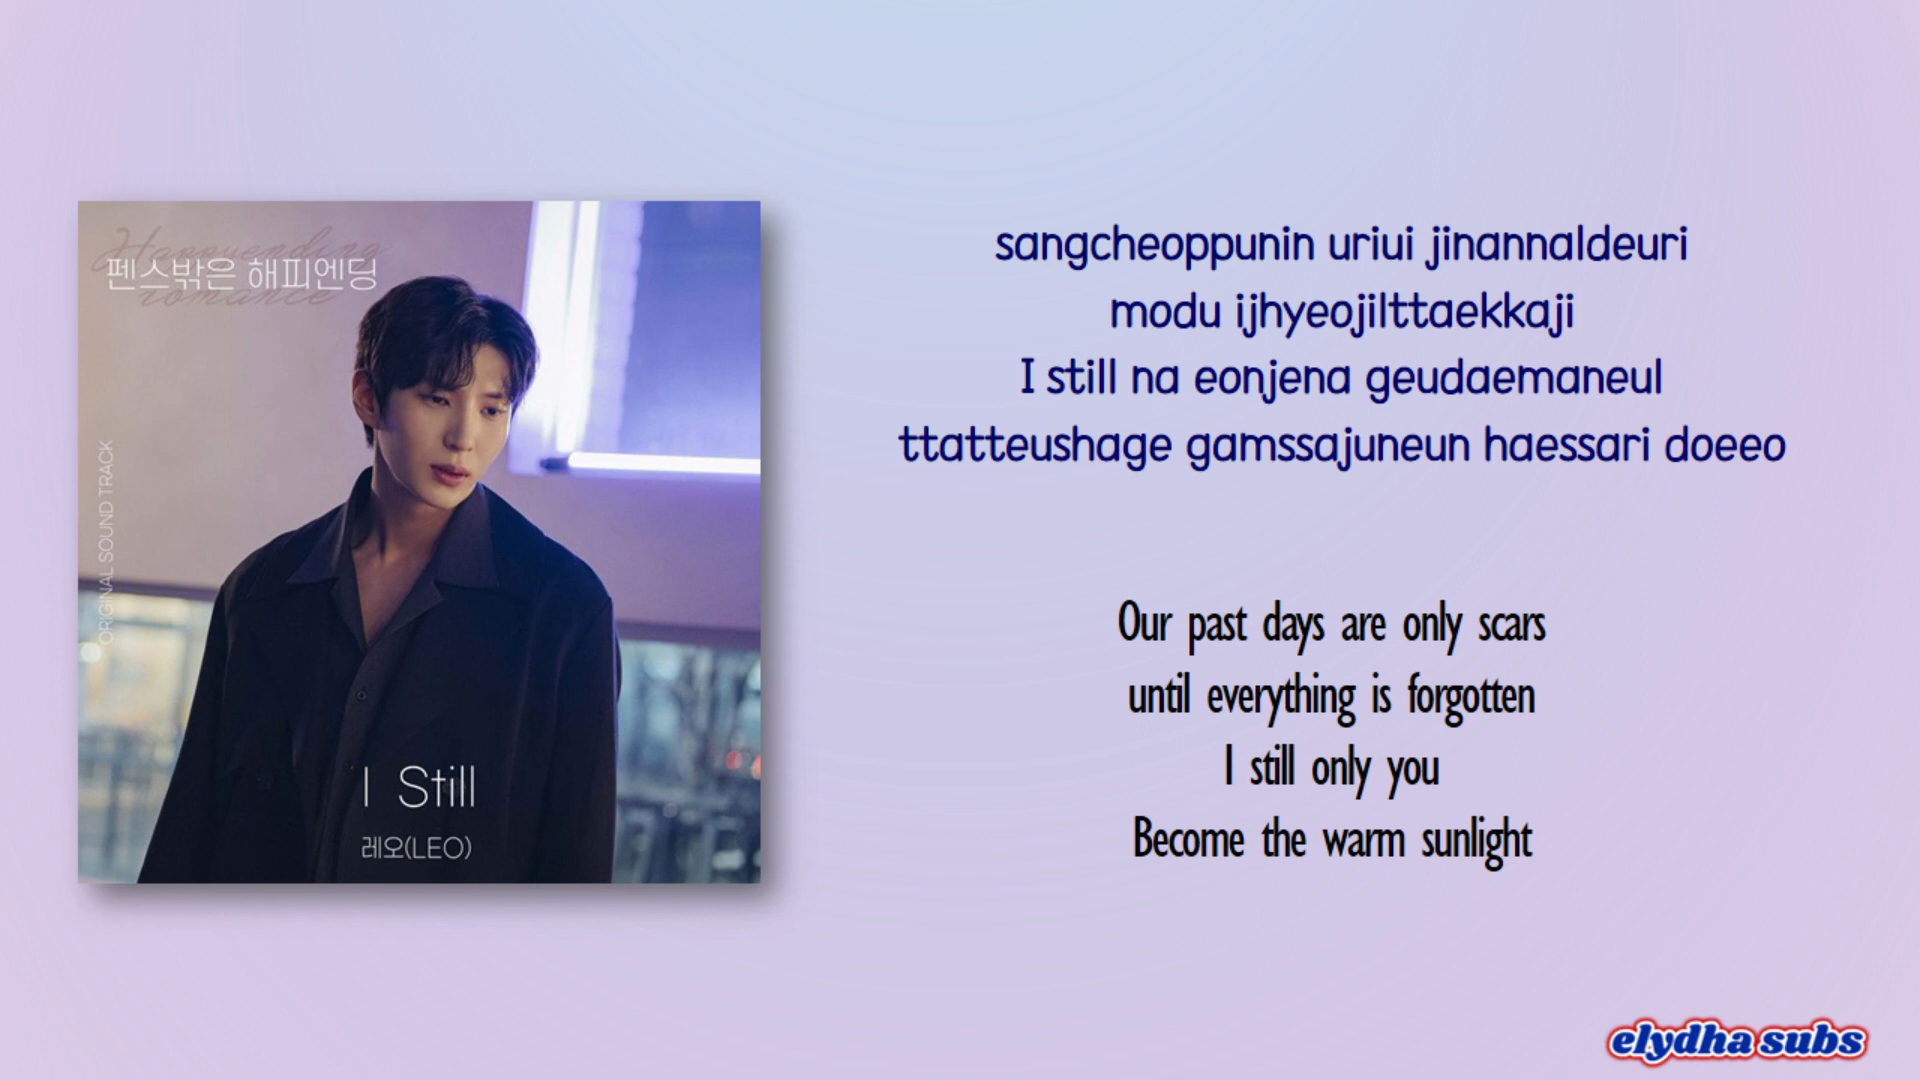 Happyending
펜스밖은 해피엔딩
romance
ORIGINAL SOUND TRACK
I Still
레오(LEO)
sangcheoppunin uriui jinannaldeuri
modu ijhyeojilttaekkaji
I still na eonjena geudaemaneul
ttatteushage gamssajuneun haessari doeeo
Our past days are only scars
until everything is forgotten
I still only you
Become the warm sunlight
elydha subs